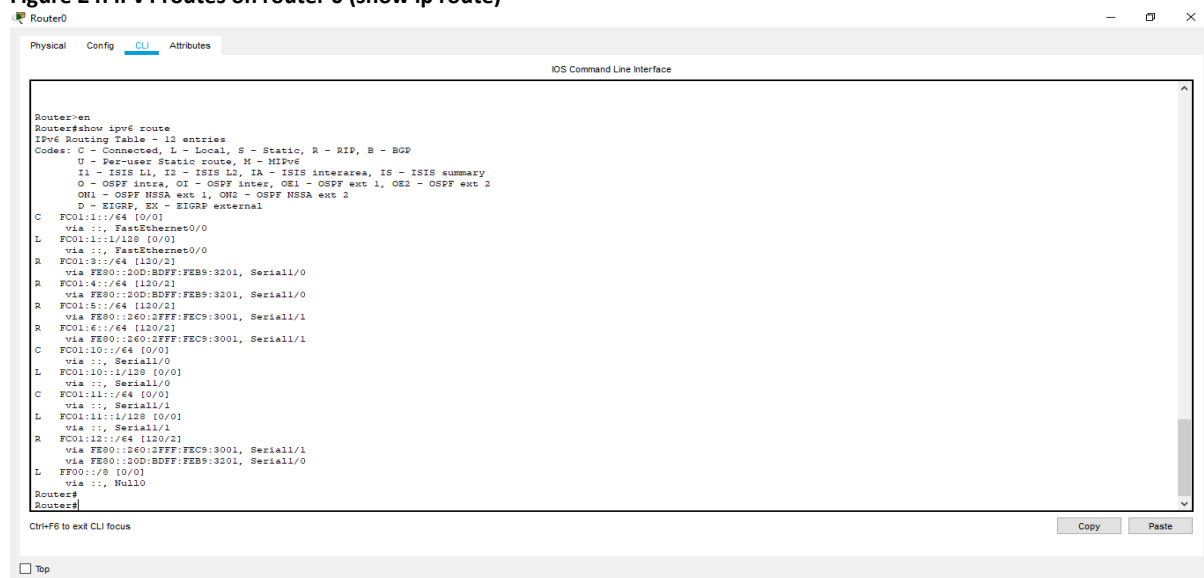 Router0
Physical Config CLI Attributes
IOS Command Line Interface
Router>en
Router#show ipv6 route
IPv6 Routing Table - 12 entries
Codes: C - Connected, L - Local, S - Static, R - RIP, B - BGP
U - Per-user Static route, M - MIPv6
I1 - ISIS L1, I2 - ISIS L2, IA - ISIS interarea, IS - ISIS summary
O - OSPF intra, OI - OSPF inter, OE1 - OSPF ext 1, OE2 - OSPF ext 2
ON1 - OSPF NSSA ext 1, ON2 - OSPF NSSA ext 2
D - EIGRP, EX - EIGRP external
C FC01:1::/64 [0/0]
via ::, FastEthernet0/0
L FC01:1::1/128 [0/0]
via ::, FastEthernet0/0
R FC01:3::/64 [120/2]
via FE80::20D:BDFF:FEB9:3201, Serial1/0
R FC01:4::/64 [120/2]
via FE80::20D:BDFF:FEB9:3201, Serial1/0
R FC01:5::/64 [120/2]
via FE80::260:2FFF:FEC9:3001, Serial1/1
R FC01:6::/64 [120/2]
via FE80::260:2FFF:FEC9:3001, Serial1/1
C FC01:10::/64 [0/0]
via ::, Serial1/0
L FC01:10::1/128 [0/0]
via ::, Serial1/0
C FC01:11::/64 [0/0]
via ::, Serial1/1
L FC01:11::1/128 [0/0]
via ::, Serial1/1
R FC01:12::/64 [120/2]
via FE80::260:2FFF:FEC9:3001, Serial1/1
via FE80::20D:BDFF:FEB9:3201, Serial1/0
L FF00::/8 [0/0]
via ::, Null0
Router#
Router#
Ctrl+F6 to exit CLI focus
Copy Paste
Top